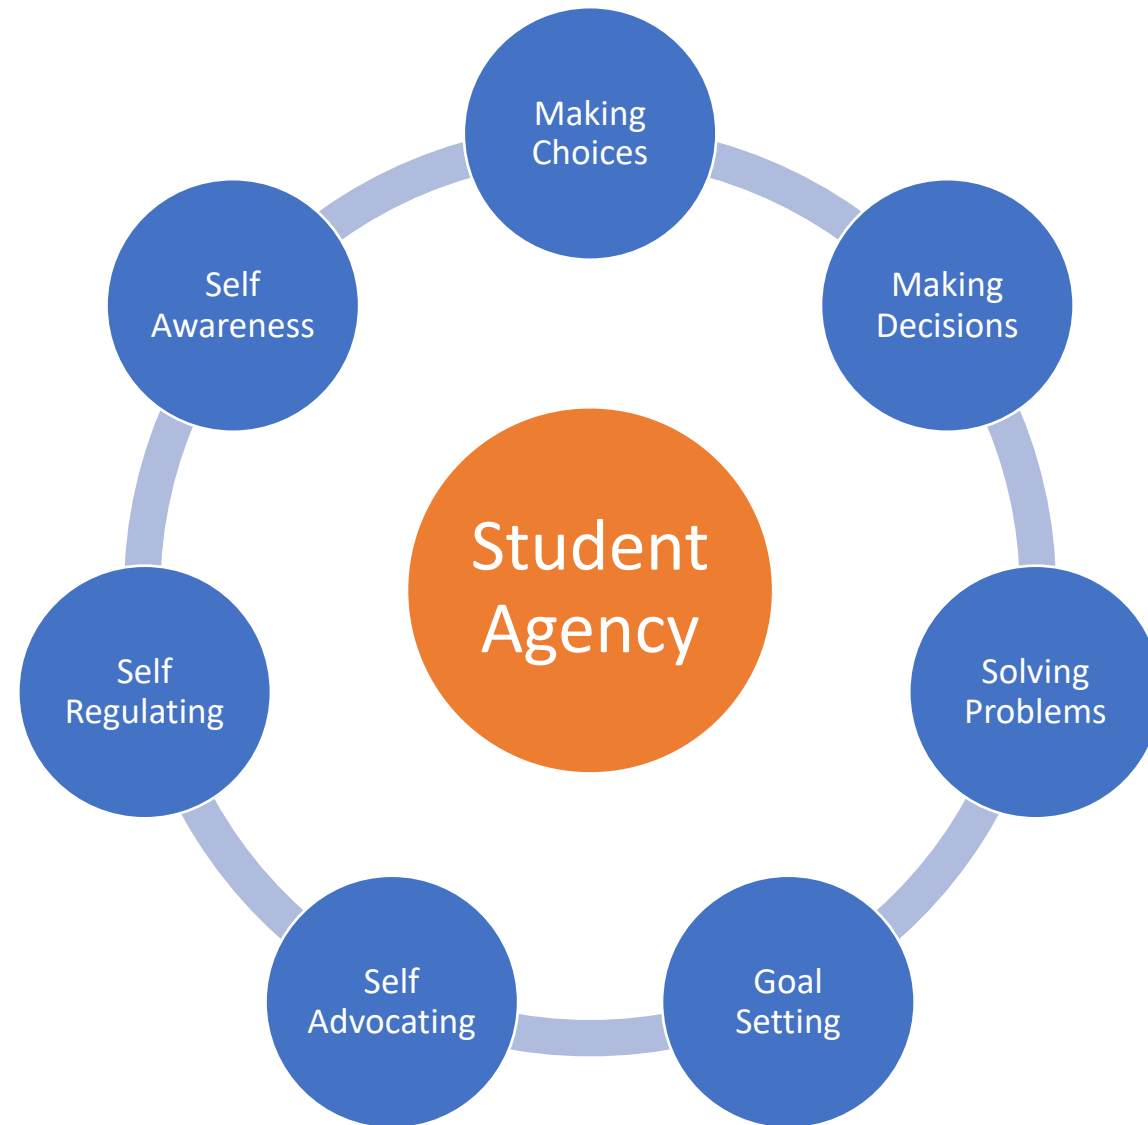 Making
Choices
Making
Decisions
Solving
Problems
Goal
Setting
Self
Advocating
Self
Regulating
Self
Awareness
Student
Agency